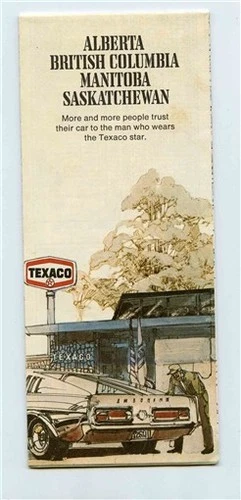 ALBERTA
BRITISH COLUMBIA
MANITOBA
SASKATCHEWAN
More and more people trust
their car to the man who wears
the Texaco star.
TEXACO
TEXACO